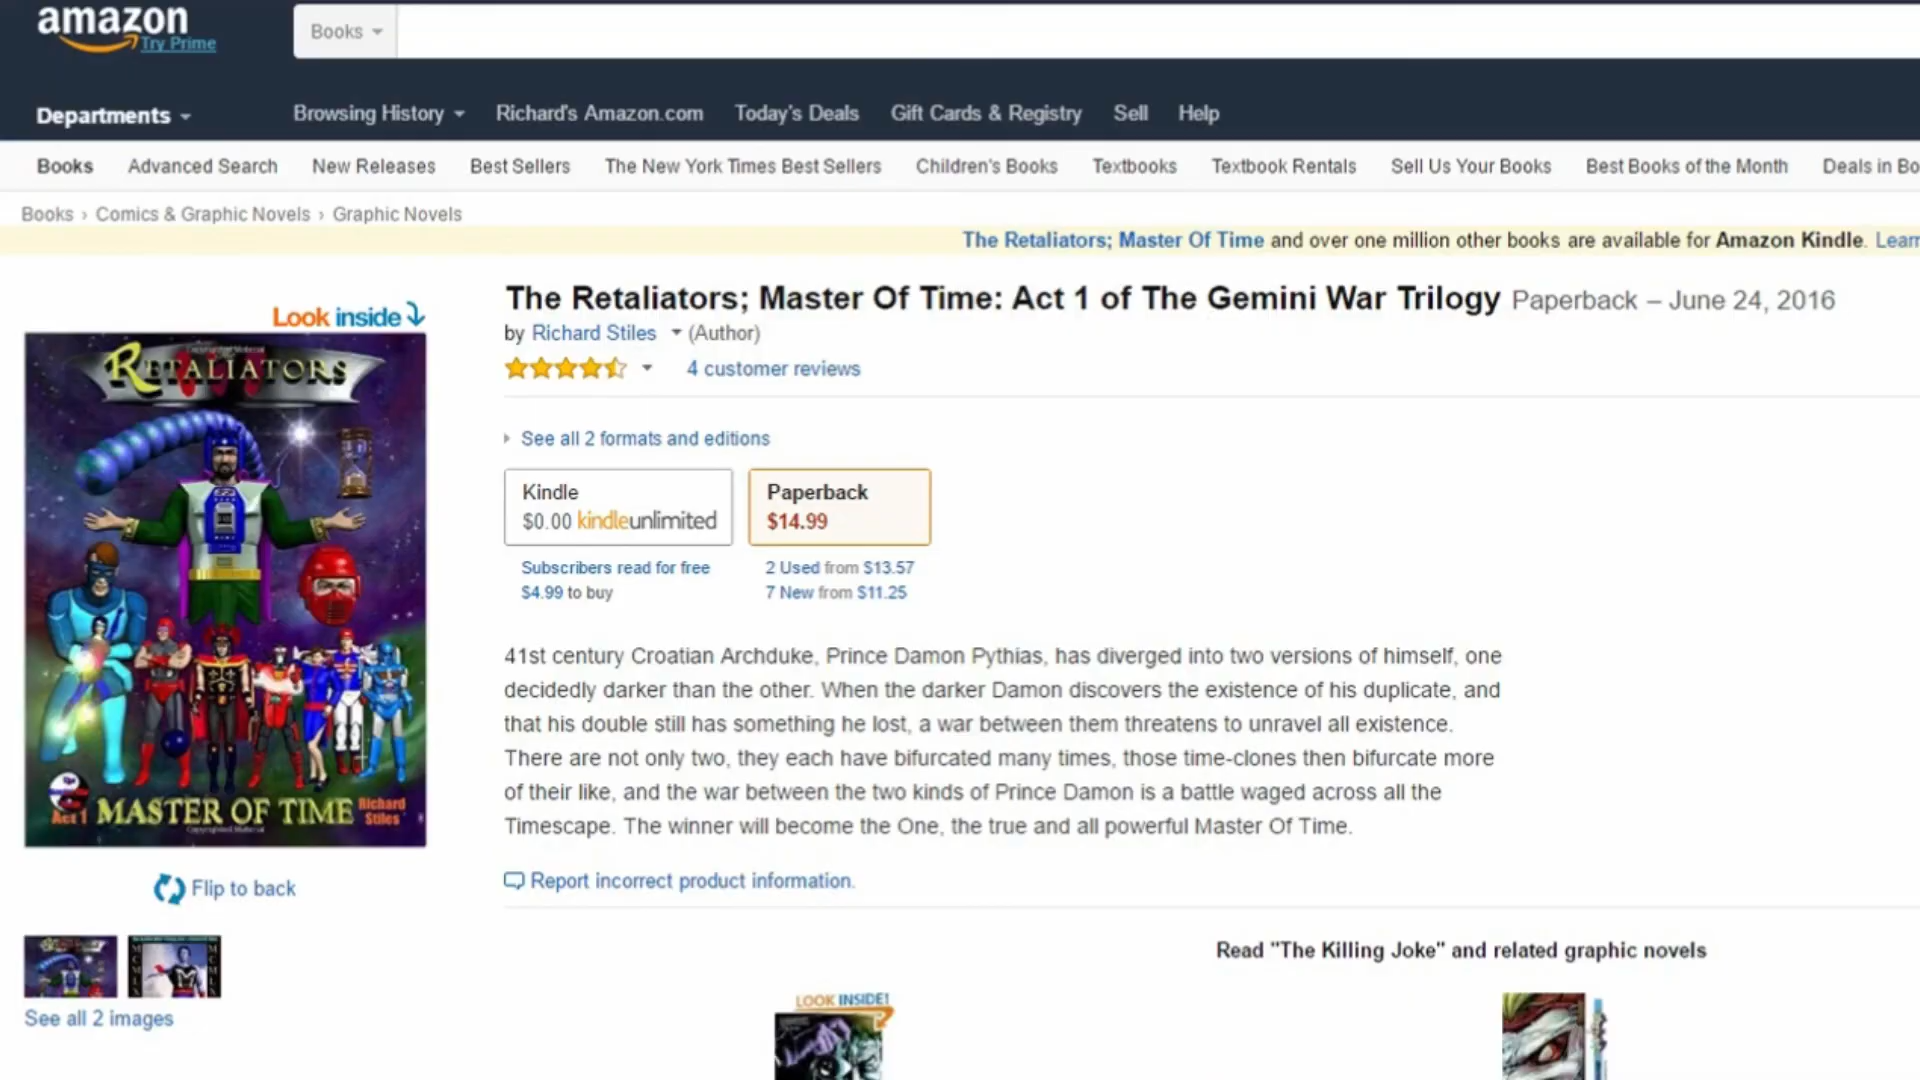 amazon
Try Prime
Books
Departments
Browsing History
Richard's Amazon.com
Today's Deals
Gift Cards & Registry
Sell
Help
Books
Advanced Search
New Releases
Best Sellers
The New York Times Best Sellers
Children's Books
Textbooks
Textbook Rentals
Sell Us Your Books
Best Books of the Month
Deals in Bo
Books › Comics & Graphic Novels › Graphic Novels
The Retaliators; Master Of Time and over one million other books are available for Amazon Kindle. Learn
Look inside
RETALIATORS
Act 1
MASTER OF TIME
Richard
Stiles
Flip to back
See all 2 images
The Retaliators; Master Of Time: Act 1 of The Gemini War Trilogy Paperback – June 24, 2016
by Richard Stiles (Author)
4 customer reviews
See all 2 formats and editions
Kindle
$0.00 kindleunlimited
Subscribers read for free
$4.99 to buy
Paperback
$14.99
2 Used from $13.57
7 New from $11.25
41st century Croatian Archduke, Prince Damon Pythias, has diverged into two versions of himself, one
decidedly darker than the other. When the darker Damon discovers the existence of his duplicate, and
that his double still has something he lost, a war between them threatens to unravel all existence.
There are not only two, they each have bifurcated many times, those time-clones then bifurcate more
of their like, and the war between the two kinds of Prince Damon is a battle waged across all the
Timescape. The winner will become the One, the true and all powerful Master Of Time.
Report incorrect product information.
Read "The Killing Joke" and related graphic novels
LOOK INSIDE!